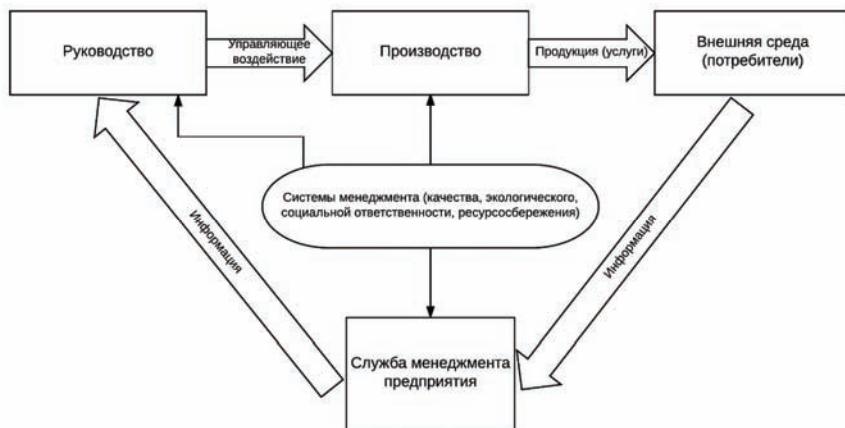 Руководство
Управляющее
воздействие
Производство
Продукция (услуги)
Внешняя среда
(потребители)
Системы менеджмента (качества, экологического,
социальной ответственности, ресурсосбережения)
Информация
Информация
Служба менеджмента
предприятия